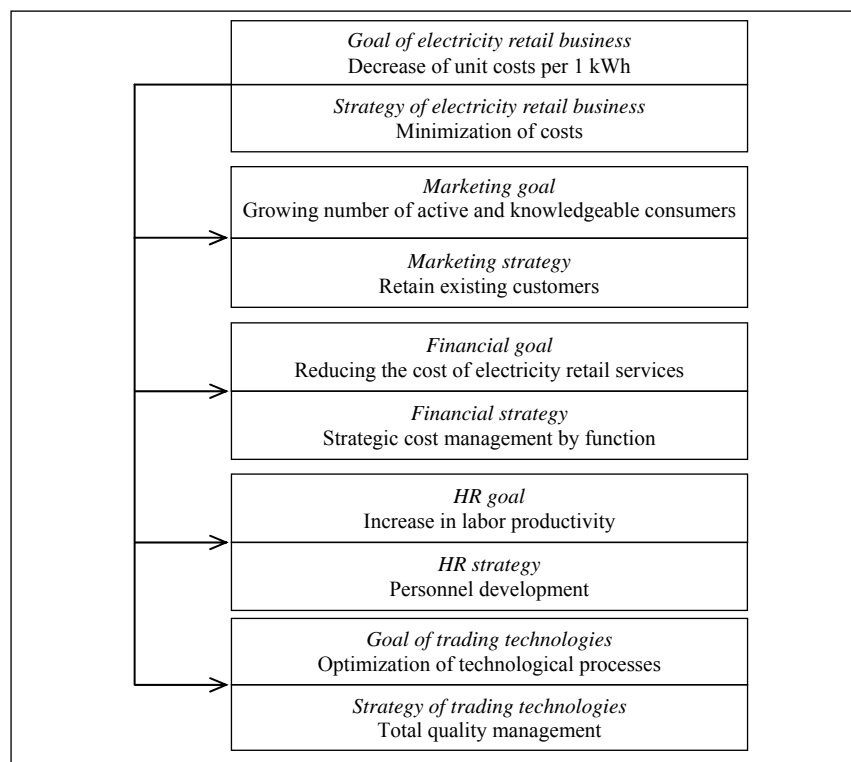 Goal of electricity retail business
Decrease of unit costs per 1 kWh
Strategy of electricity retail business
Minimization of costs
Marketing goal
Growing number of active and knowledgeable consumers
Marketing strategy
Retain existing customers
Financial goal
Reducing the cost of electricity retail services
Financial strategy
Strategic cost management by function
HR goal
Increase in labor productivity
HR strategy
Personnel development
Goal of trading technologies
Optimization of technological processes
Strategy of trading technologies
Total quality management